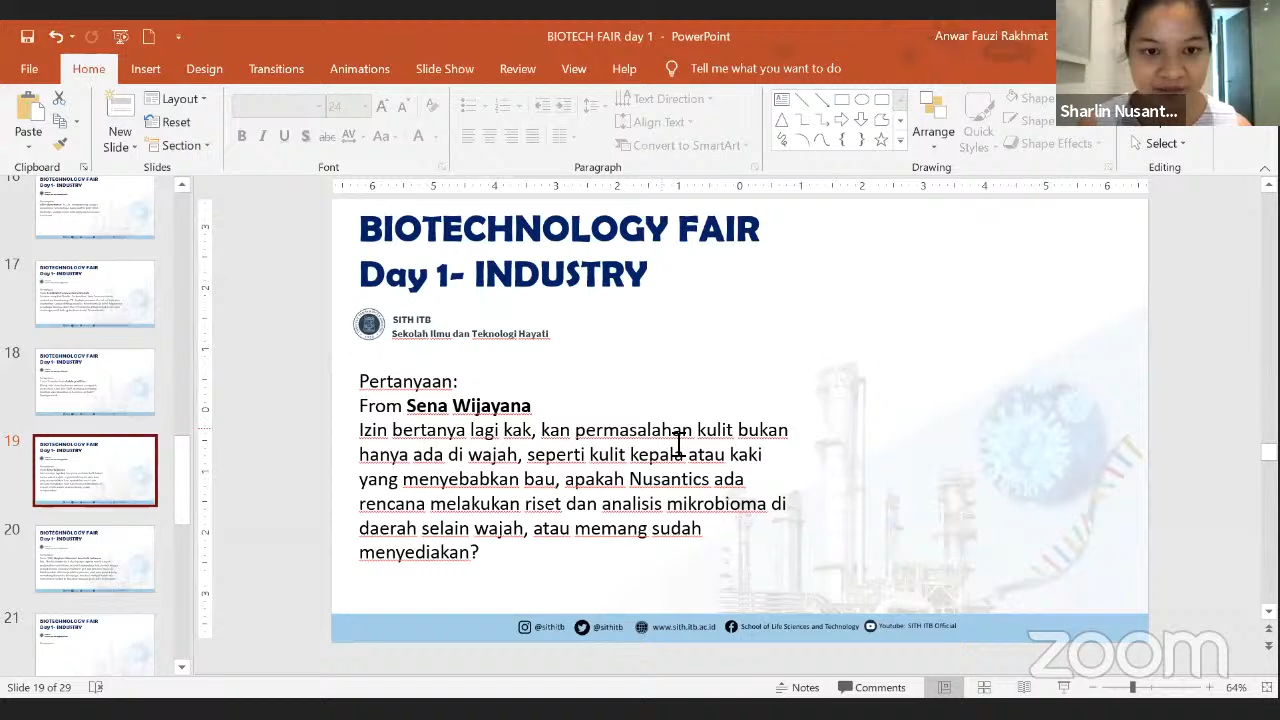 BIOTECH FAIR day 1 - PowerPoint
Anwar Fauzi Rakhmat
File Home Insert Design Transitions Animations Slide Show Review View Help Tell me what you want to do
Sharlin Nusant...
Paste
New
Slide
Layout
Reset
Section
24
Text Direction
Align Text
Convert to SmartArt
Arrange
Quick
Styles
Shape
Shape
Shape Effects
Select
Clipboard Slides Font Paragraph Drawing Editing
17
18
19
20
21
BIOTECHNOLOGY FAIR
Day 1- INDUSTRY
SITH ITB
Sekolah Ilmu dan Teknologi Hayati
Pertanyaan:
From Sena Wijayana
Izin bertanya lagi kak, kan permasalahan kulit bukan
hanya ada di wajah, seperti kulit kepala atau kaki
yang menyebabkan bau, apakah Nusantics ada
rencana melakukan riset dan analisis mikrobioma di
daerah selain wajah, atau memang sudah
menyediakan?
@sithitb @sithitb www.sith.itb.ac.id School of Life Sciences and Technology Youtube: SITH ITB Official
zoom
Slide 19 of 29
Notes Comments 64%